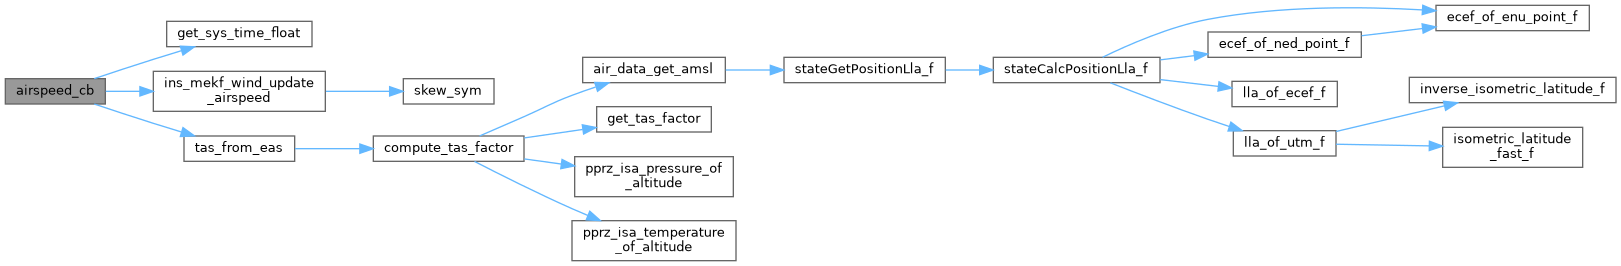 airspeed_cb
get_sys_time_float
ins_mekf_wind_update
_airspeed
tas_from_eas
skew_sym
compute_tas_factor
air_data_get_amsl
get_tas_factor
pprz_isa_pressure_of
_altitude
pprz_isa_temperature
_of_altitude
stateGetPositionLla_f
stateCalcPositionLla_f
ecef_of_enu_point_f
ecef_of_ned_point_f
lla_of_ecef_f
lla_of_utm_f
inverse_isometric_latitude_f
isometric_latitude
_fast_f